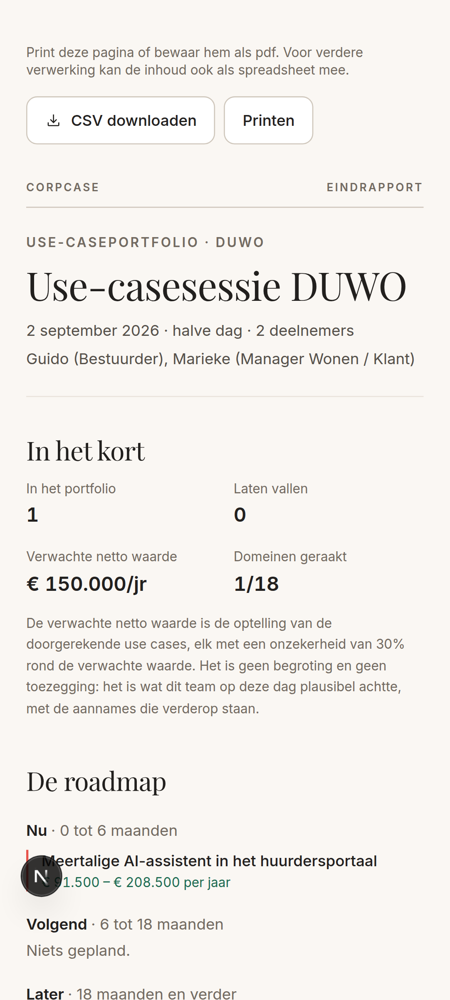 Print deze pagina of bewaar hem als pdf. Voor verdere
verwerking kan de inhoud ook als spreadsheet mee.
CSV downloaden
Printen
CORPCASE
EINDRAPPORT
USE-CASEPORTFOLIO · DUWO
Use-casesessie DUWO
2 september 2026 · halve dag · 2 deelnemers
Guido (Bestuurder), Marieke (Manager Wonen / Klant)
In het kort
In het portfolio
1
Laten vallen
0
Verwachte netto waarde
€ 150.000/jr
Domeinen geraakt
1/18
De verwachte netto waarde is de optelling van de
doorgerekende use cases, elk met een onzekerheid van 30%
rond de verwachte waarde. Het is geen begroting en geen
toezegging: het is wat dit team op deze dag plausibel achtte,
met de aannames die verderop staan.
De roadmap
Nu · 0 tot 6 maanden
Meertalige AI-assistent in het huurdersportaal
N
€ 91.500 – € 208.500 per jaar
Volgend · 6 tot 18 maanden
Niets gepland.
Later · 18 maanden en verder